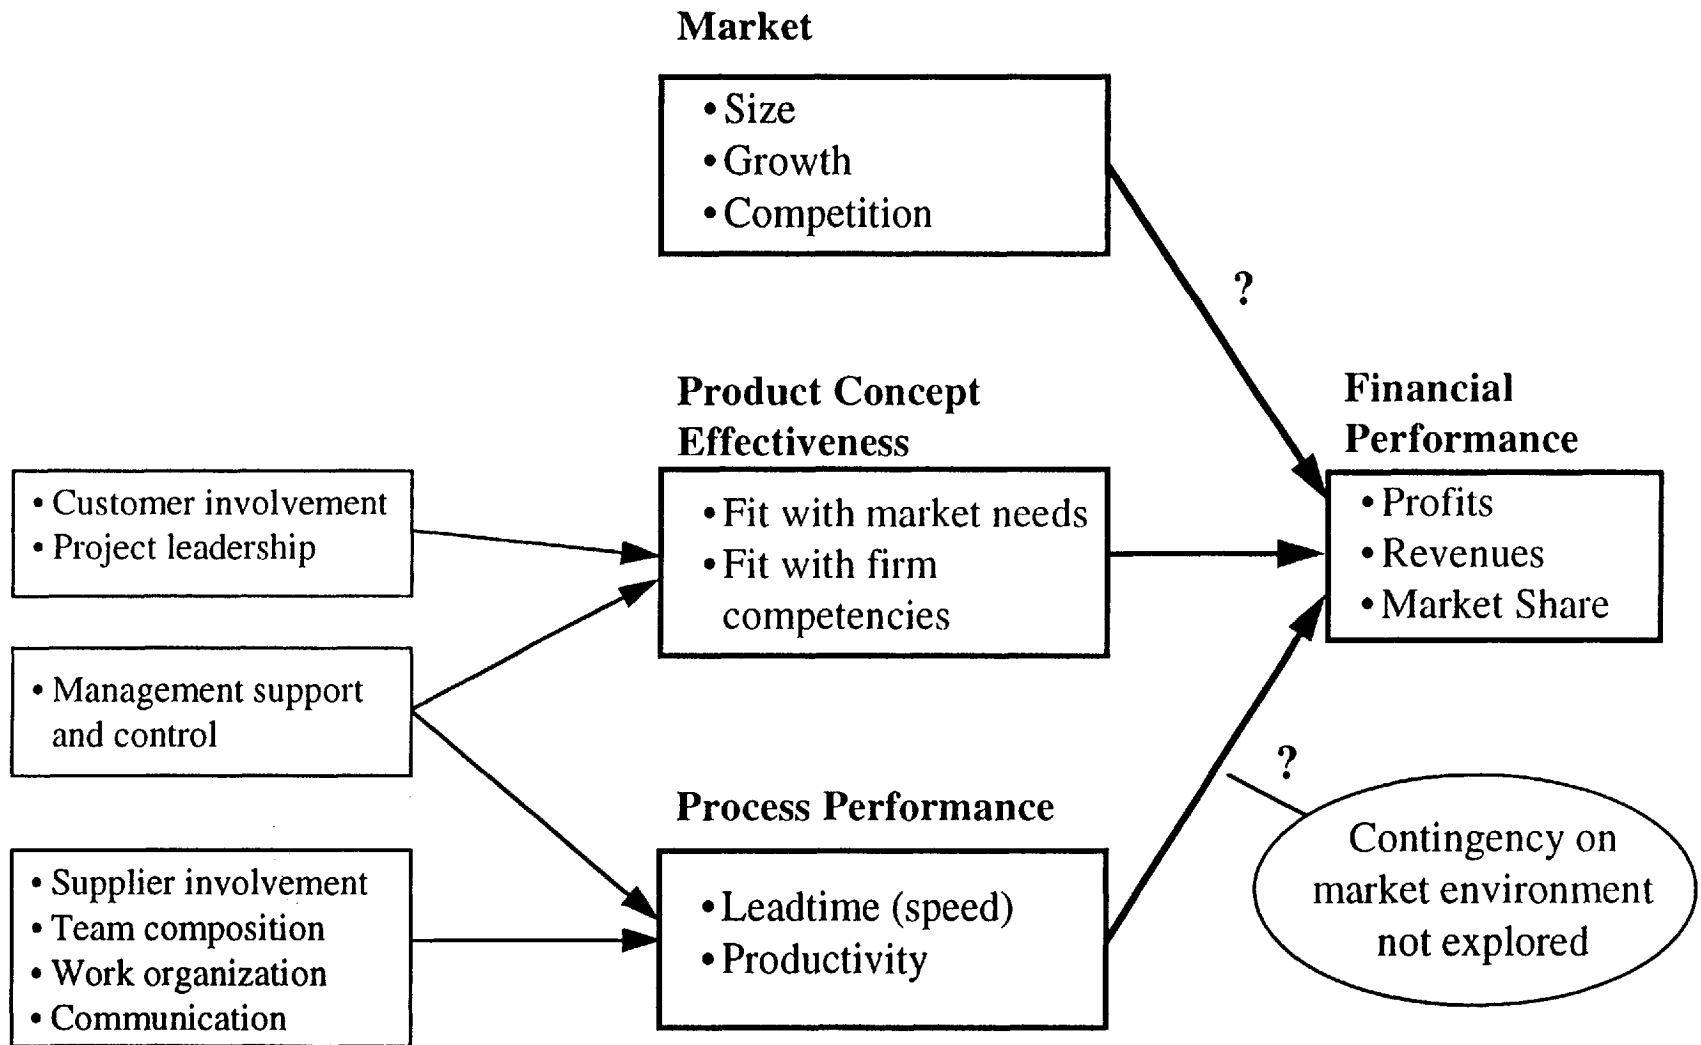 Market
• Size
• Growth
• Competition
?
Product Concept
Effectiveness
• Fit with market needs
• Fit with firm
competencies
Financial
Performance
• Profits
• Revenues
• Market Share
• Customer involvement
• Project leadership
• Management support
and control
Process Performance
• Leadtime (speed)
• Productivity
?
Contingency on
market environment
not explored
• Supplier involvement
• Team composition
• Work organization
• Communication